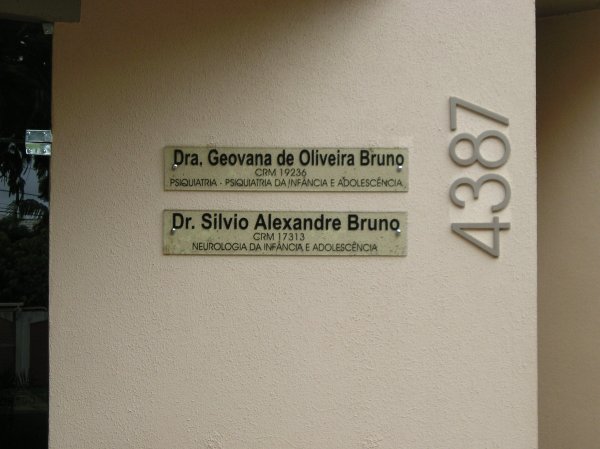 Dra. Geovana de Oliveira Bruno
CRM 19236
PSIQUIATRIA - PSIQUIATRIA DA INFÂNCIA E ADOLESCÊNCIA
Dr. Silvio Alexandre Bruno
CRM 17313
NEUROLOGIA DA INFÂNCIA E ADOLESCÊNCIA
4387